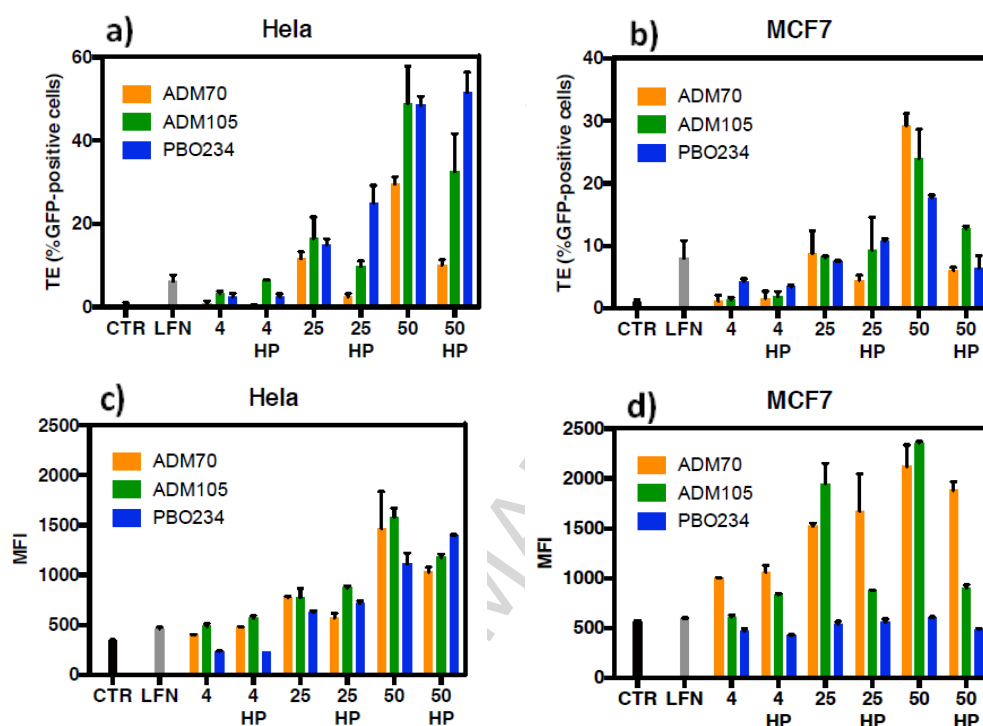 a)
Hela
60
40
20
0
TE (%GFP-positive cells)
ADM70
ADM105
PBO234
CTR LFN 4 4 25 25 50 50
HP HP HP
b)
MCF7
40
30
20
10
0
TE (%GFP-positive cells)
ADM70
ADM105
PBO234
CTR LFN 4 4 25 25 50 50
HP HP HP
c)
Hela
2500
2000
1500
1000
500
0
MFI
ADM70
ADM105
PBO234
CTR LFN 4 4 25 25 50 50
HP HP HP
d)
MCF7
2500
2000
1500
1000
500
0
MFI
ADM70
ADM105
PBO234
CTR LFN 4 4 25 25 50 50
HP HP HP